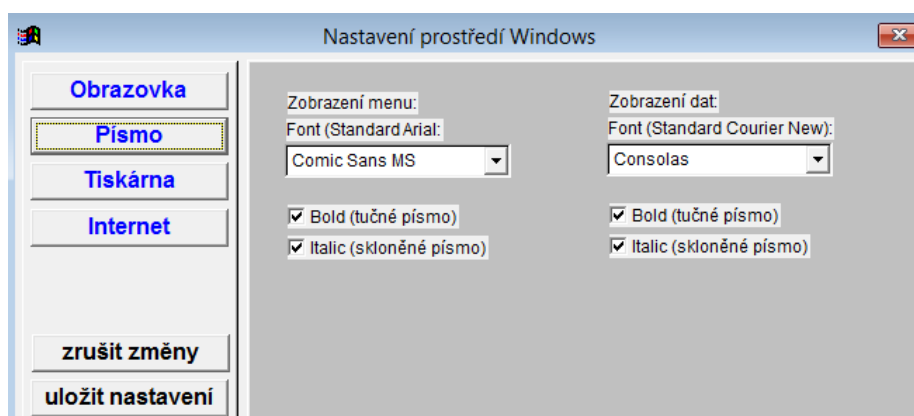 Nastavení prostředí Windows
Obrazovka
Písmo
Tiskárna
Internet
zrušit změny
uložit nastavení
Zobrazení menu:
Font (Standard Arial:
Comic Sans MS
Bold (tučné písmo)
Italic (skloněné písmo)
Zobrazení dat:
Font (Standard Courier New):
Consolas
Bold (tučné písmo)
Italic (skloněné písmo)